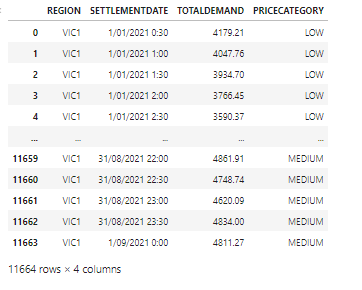 REGION SETTLEMENTDATE TOTALDEMAND PRICECATEGORY
0 VIC1 1/01/2021 0:30 4179.21 LOW
1 VIC1 1/01/2021 1:00 4047.76 LOW
2 VIC1 1/01/2021 1:30 3934.70 LOW
3 VIC1 1/01/2021 2:00 3766.45 LOW
4 VIC1 1/01/2021 2:30 3590.37 LOW
... ... ... ... ...
11659 VIC1 31/08/2021 22:00 4861.91 MEDIUM
11660 VIC1 31/08/2021 22:30 4748.74 MEDIUM
11661 VIC1 31/08/2021 23:00 4620.09 MEDIUM
11662 VIC1 31/08/2021 23:30 4834.00 MEDIUM
11663 VIC1 1/09/2021 0:00 4811.27 MEDIUM
11664 rows × 4 columns